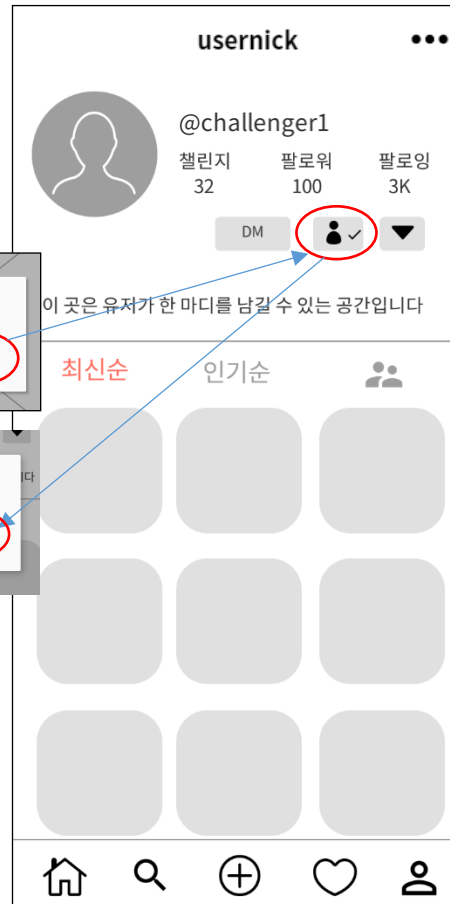 usernick
@challenger1
챌린지 팔로워 팔로잉
32 100 3K
DM
이 곳은 유저가 한 마디를 남길 수 있는 공간입니다
최신순 인기순
니다